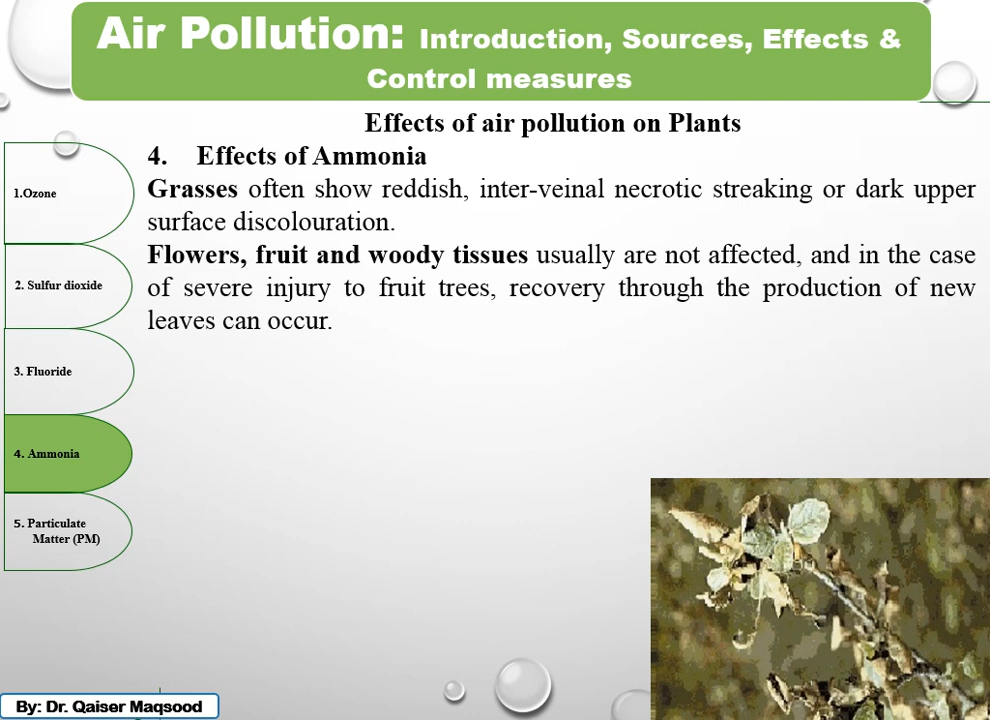 Air Pollution: Introduction, Sources, Effects &
Control measures
Effects of air pollution on Plants
4. Effects of Ammonia
Grasses often show reddish, inter-veinal necrotic streaking or dark upper
surface discolouration.
Flowers, fruit and woody tissues usually are not affected, and in the case
of severe injury to fruit trees, recovery through the production of new
leaves can occur.
1.Ozone
2. Sulfur dioxide
3. Fluoride
4. Ammonia
5. Particulate
Matter (PM)
By: Dr. Qaiser Maqsood